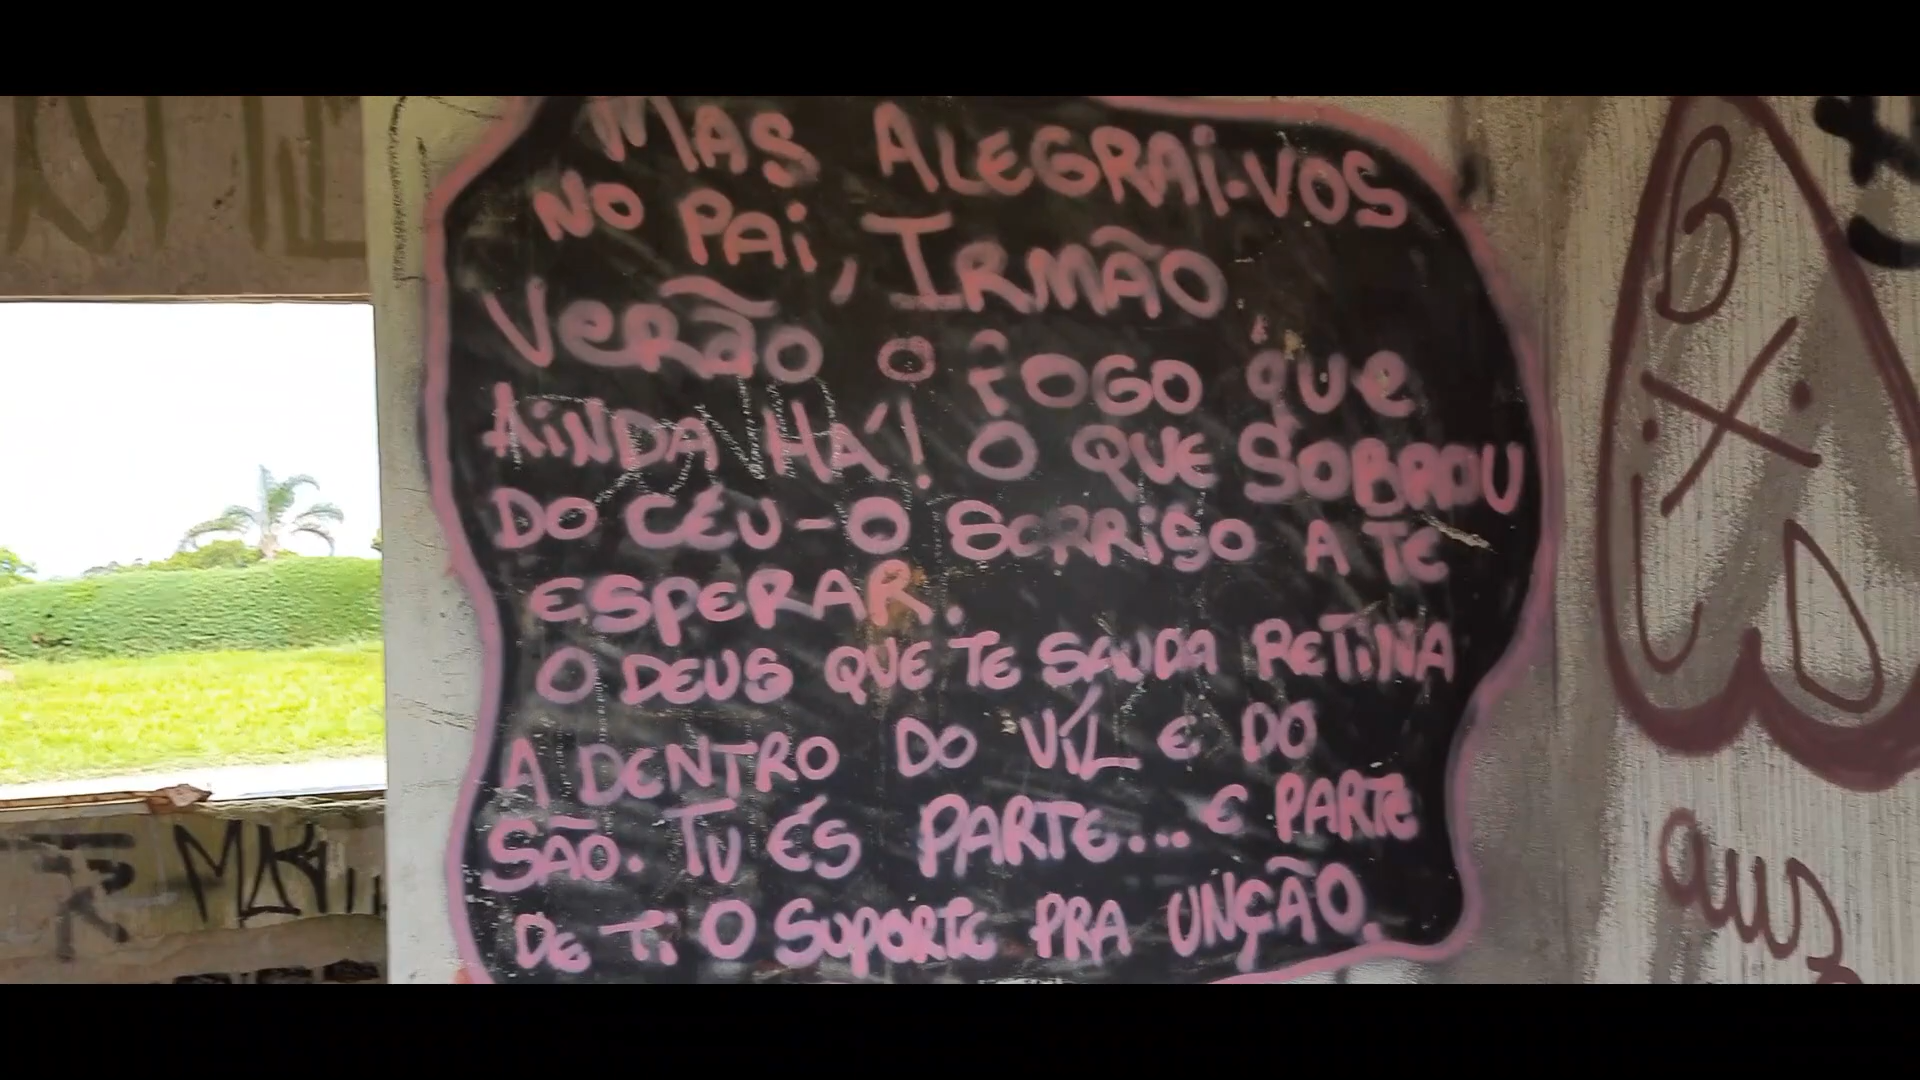 MAS ALEGRAI-VOS
NO PAI, IRMÃO
VERÃO O FOGO QUE
AINDA HÁ! O QUE SOBROU
DO CÉU - O SORRISO A TE
ESPERAR.
O DEUS QUE TE SAUDA RETINA
A DENTRO DO VÍL E DO
SÃO. TU ÉS PARTE... E PARTE
DE TI O SUPORTE PRA UNÇÃO.